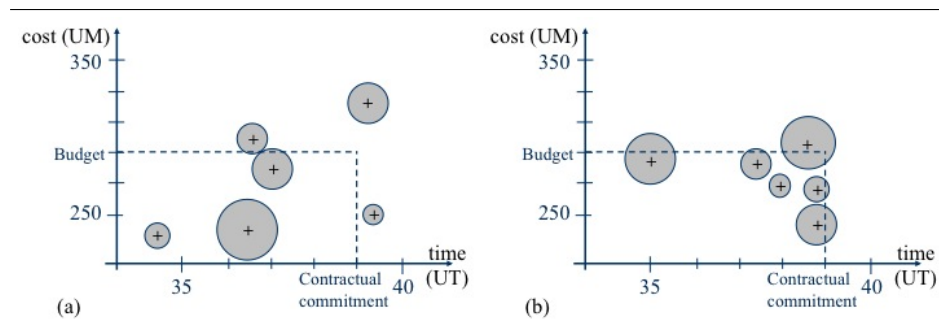 cost (UM)
350
Budget
250
time
(UT)
35
Contractual
commitment
40
(a)
cost (UM)
350
Budget
250
time
(UT)
35
Contractual
commitment
40
(b)